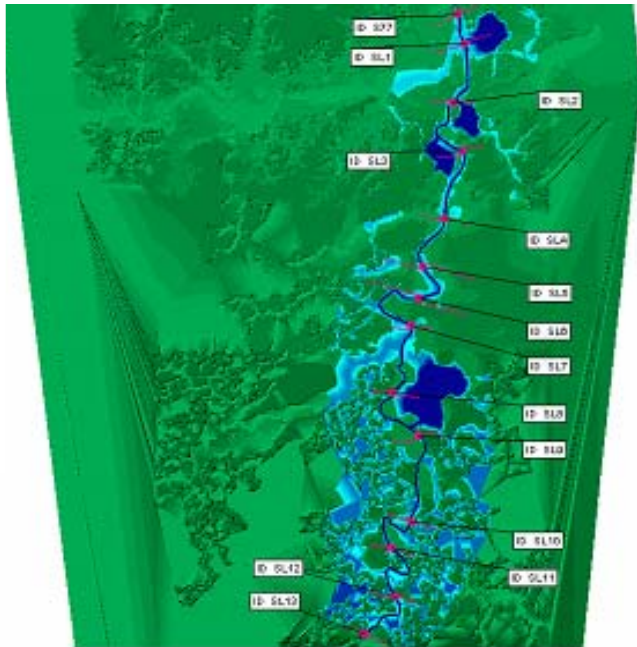 ID S77
ID SL1
ID SL2
ID SL3
ID SL4
ID SL5
ID SL6
ID SL7
ID SL8
ID SL9
ID SL10
ID SL11
ID SL12
ID SL13